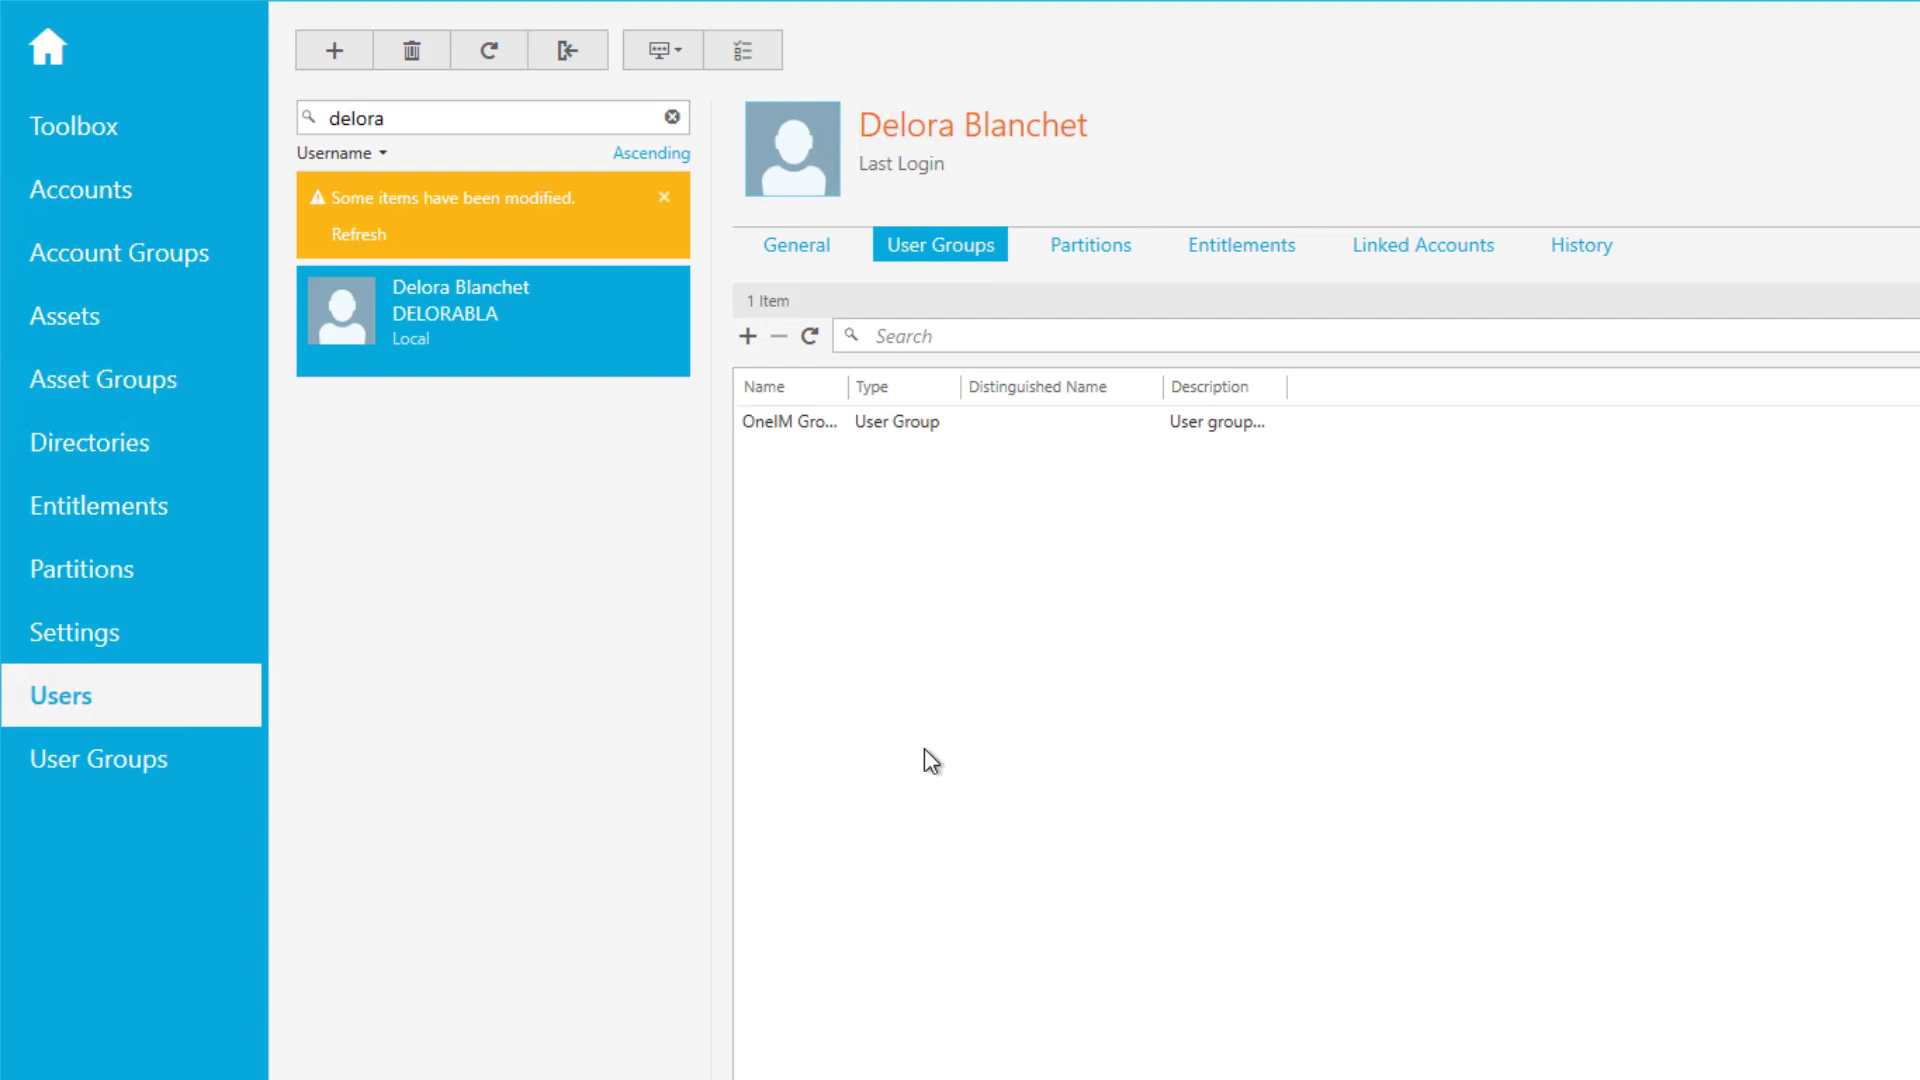 Toolbox
Accounts
Account Groups
Assets
Asset Groups
Directories
Entitlements
Partitions
Settings
Users
User Groups
delora
Username
Ascending
Some items have been modified.
Refresh
Delora Blanchet
DELORABLA
Local
Delora Blanchet
Last Login
General
User Groups
Partitions
Entitlements
Linked Accounts
History
1 Item
Search
Name Type Distinguished Name Description
OneIM Gro... User Group User group...